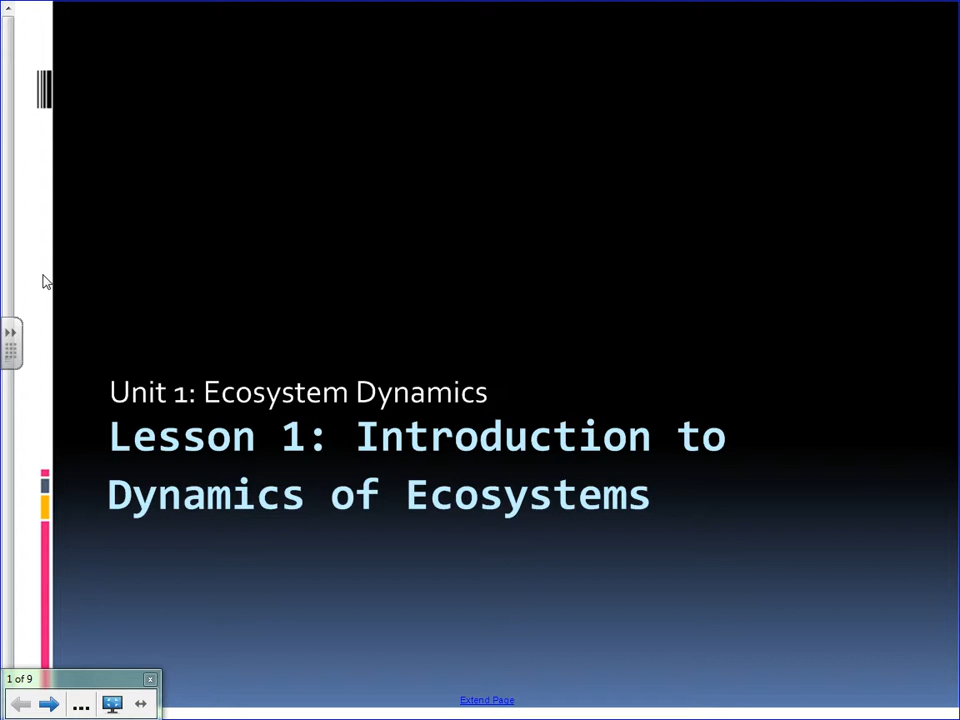 Unit 1: Ecosystem Dynamics
Lesson 1: Introduction to
Dynamics of Ecosystems
1 of 9
x
...
Extend Page